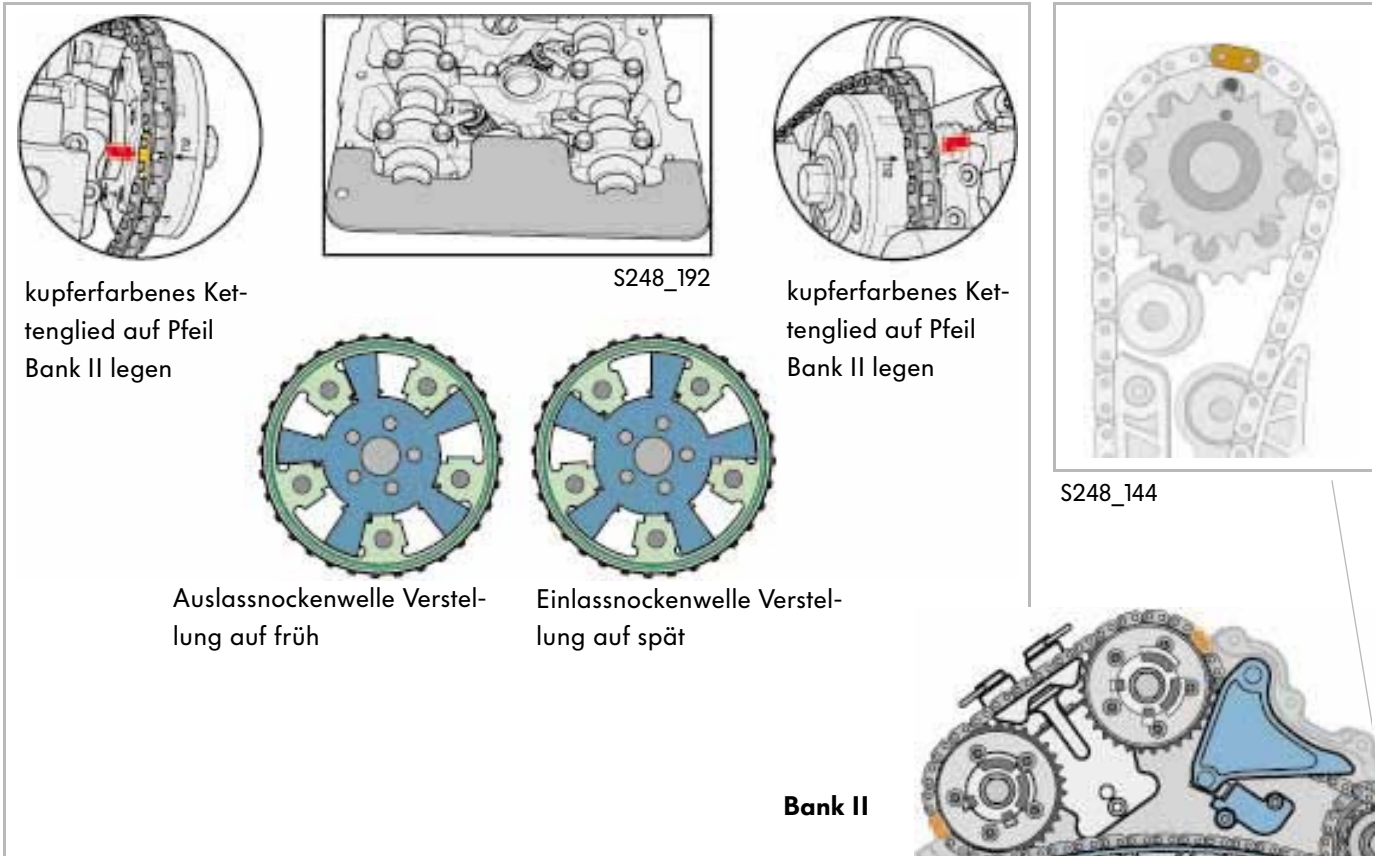 S248_192
kupferfarbenes Ket-
tenglied auf Pfeil
Bank II legen
kupferfarbenes Ket-
tenglied auf Pfeil
Bank II legen
S248_144
Auslassnockenwelle Verstel-
lung auf früh
Einlassnockenwelle Verstel-
lung auf spät
Bank II